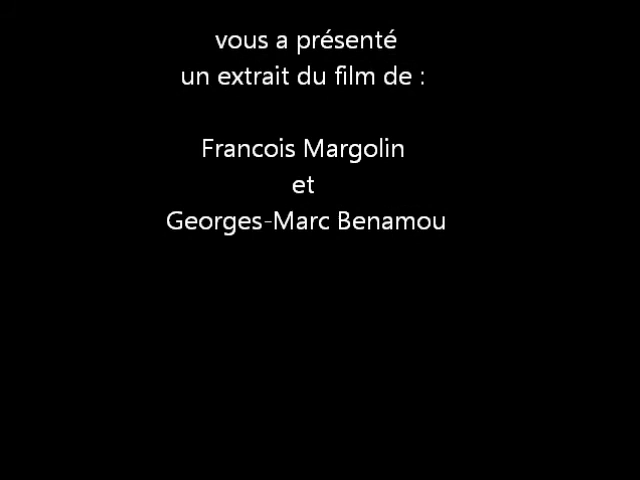 vous a présenté
un extrait du film de :
Francois Margolin
et
Georges-Marc Benamou